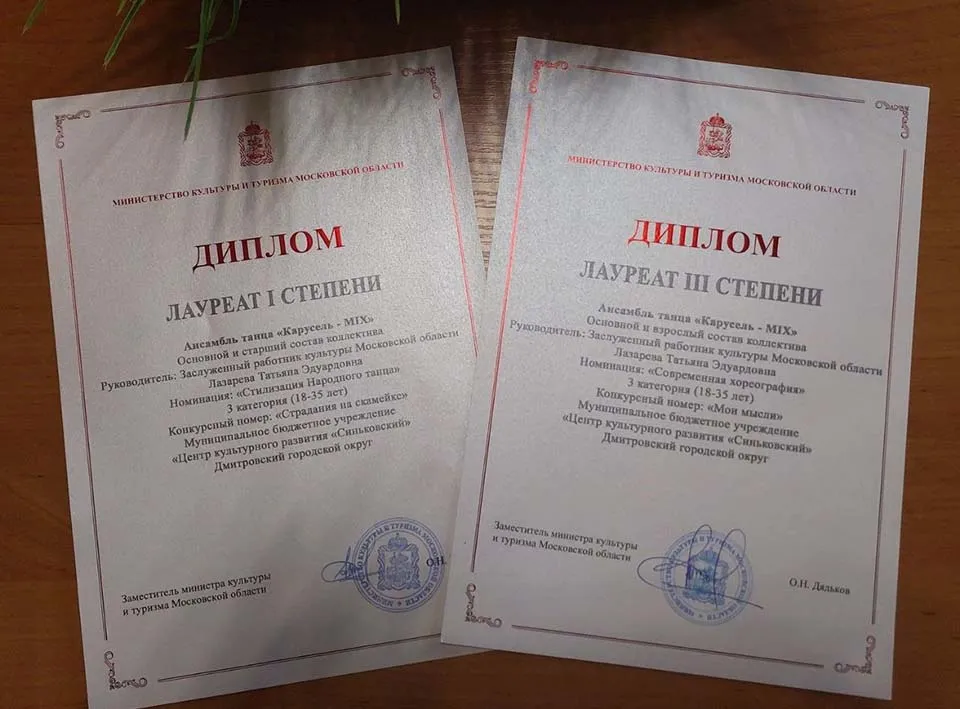 МИНИСТЕРСТВО КУЛЬТУРЫ И ТУРИЗМА МОСКОВСКОЙ ОБЛАСТИ
ДИПЛОМ
ЛАУРЕАТ I СТЕПЕНИ
Ансамбль танца «Карусель - MIX»
Основной и старший состав коллектива
Руководитель: Заслуженный работник культуры Московской области
Лазарева Татьяна Эдуардовна
Номинация: «Стилизация Народного танца»
3 категория (18-35 лет)
Конкурсный номер: «Страдания на скамейке»
Муниципальное бюджетное учреждение
«Центр культурного развития «Синьковский»
Дмитровский городской округ
Заместитель министра культуры
и туризма Московской области
О.Н.
МИНИСТЕРСТВО КУЛЬТУРЫ И ТУРИЗМА МОСКОВСКОЙ ОБЛАСТИ
МИНИСТЕРСТВО КУЛЬТУРЫ И ТУРИЗМА МОСКОВСКОЙ ОБЛАСТИ
ДИПЛОМ
ЛАУРЕАТ III СТЕПЕНИ
Ансамбль танца «Карусель - MIX»
Основной и взрослый состав коллектива
Руководитель: Заслуженный работник культуры Московской области
Лазарева Татьяна Эдуардовна
Номинация: «Современная хореография»
3 категория (18-35 лет)
Конкурсный номер: «Мои мысли»
Муниципальное бюджетное учреждение
«Центр культурного развития «Синьковский»
Дмитровский городской округ
Заместитель министра культуры
и туризма Московской области
О.Н. Дядьков